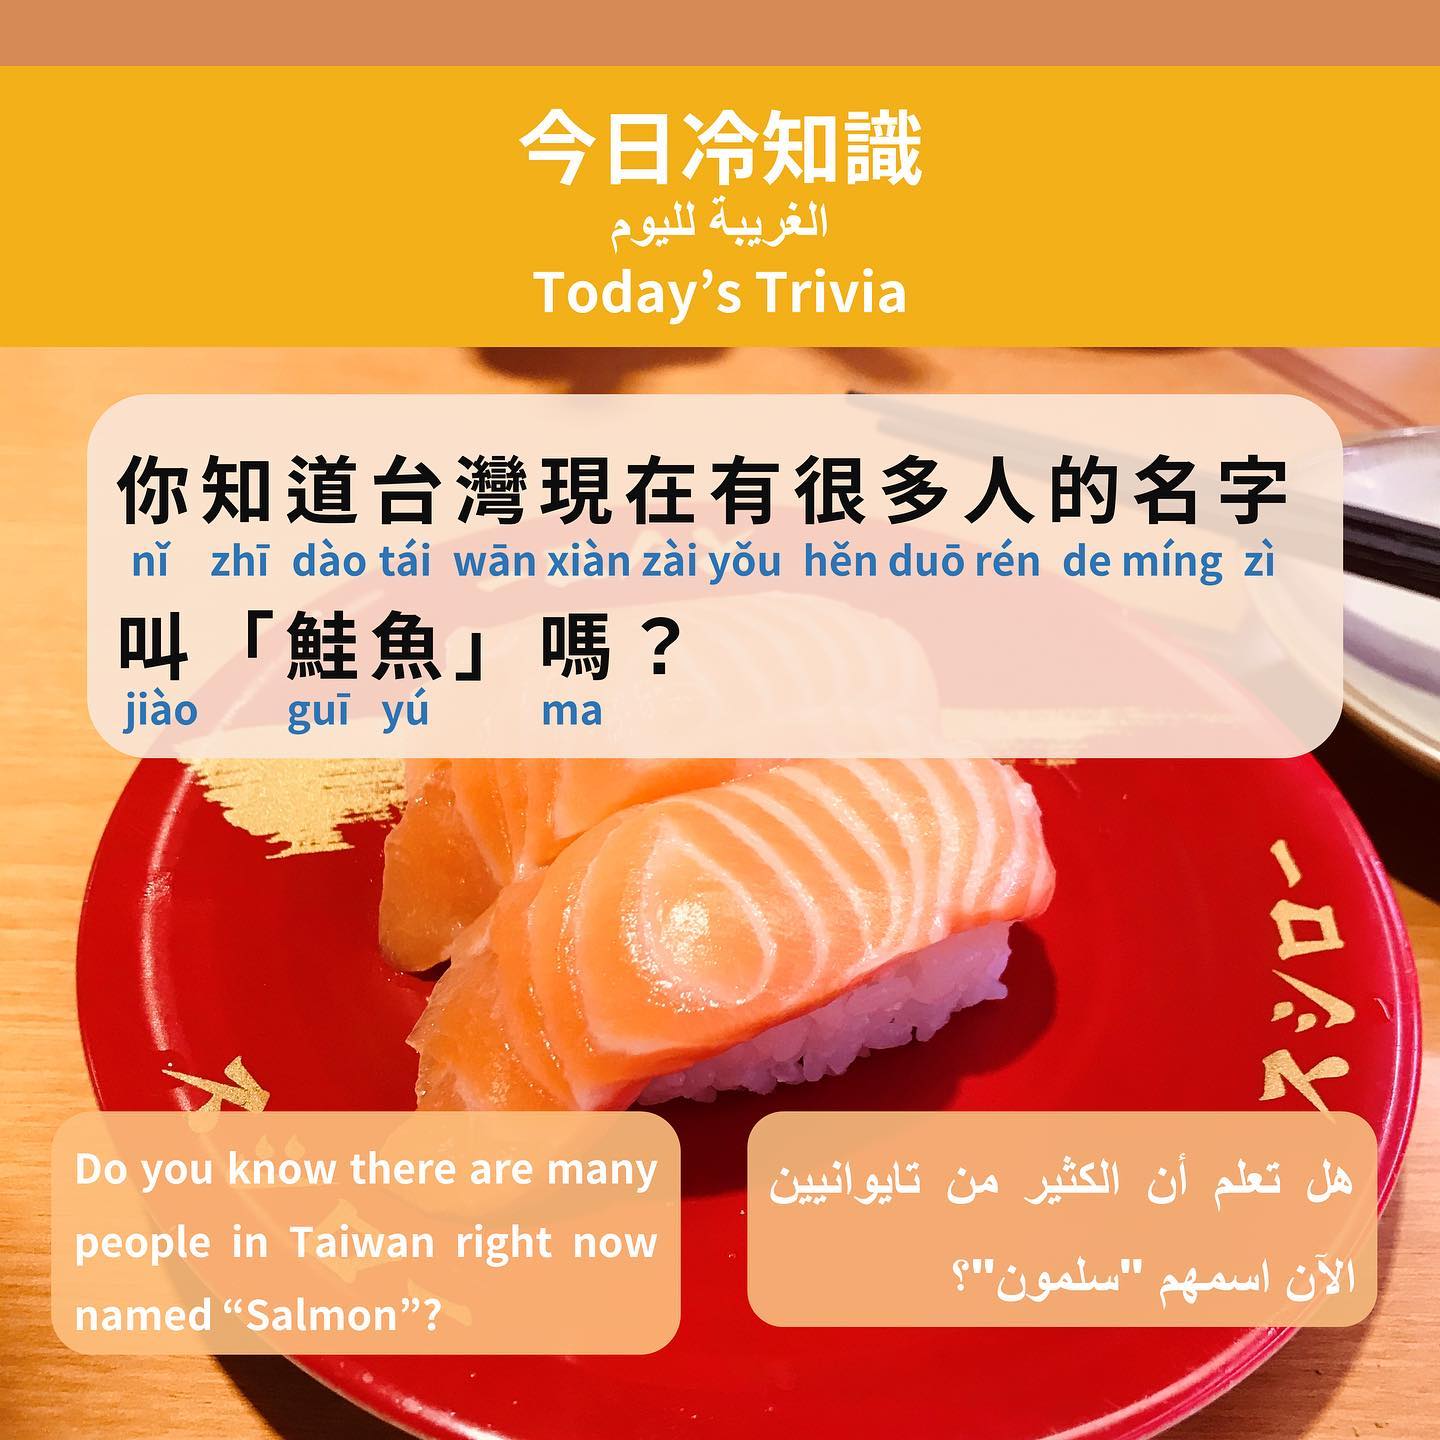 今日冷知識
الغريبة لليوم
Today’s Trivia
你知道台灣現在有很多人的名字
nǐ zhī dào tái wān xiàn zài yǒu hěn duō rén de míng zì
叫「鮭魚」嗎？
jiào guī yú ma
スシロー
Do you know there are many
people in Taiwan right now
named “Salmon”?
هل تعلم أن الكثير من تايوانيين
الآن اسمهم "سلمون"؟